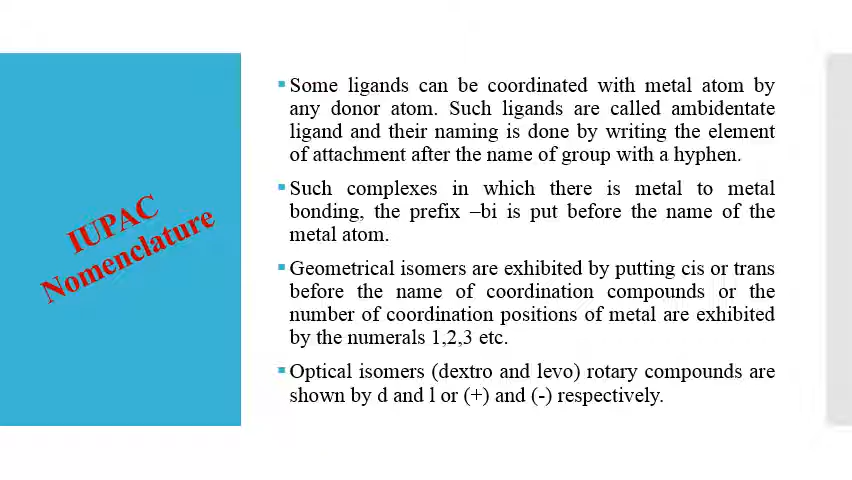 IUPAC
Nomenclature
▪Some ligands can be coordinated with metal atom by
any donor atom. Such ligands are called ambidentate
ligand and their naming is done by writing the element
of attachment after the name of group with a hyphen.
▪Such complexes in which there is metal to metal
bonding, the prefix –bi is put before the name of the
metal atom.
▪Geometrical isomers are exhibited by putting cis or trans
before the name of coordination compounds or the
number of coordination positions of metal are exhibited
by the numerals 1,2,3 etc.
▪Optical isomers (dextro and levo) rotary compounds are
shown by d and l or (+) and (-) respectively.